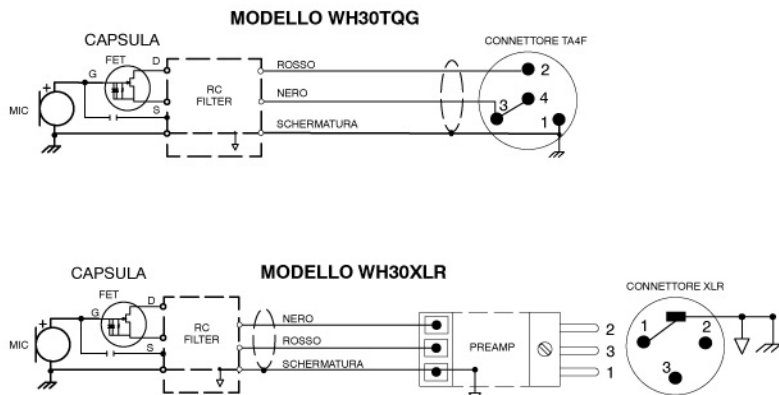 MODELLO WH30TQG
CAPSULA
CONNETTORE TA4F
FET
D
G
S
+
MIC
RC
FILTER
ROSSO
NERO
SCHERMATURA
2
4
3
1
MODELLO WH30XLR
CAPSULA
CONNETTORE XLR
FET
D
G
S
+
MIC
RC
FILTER
NERO
ROSSO
SCHERMATURA
PREAMP
2
3
1
1
2
3